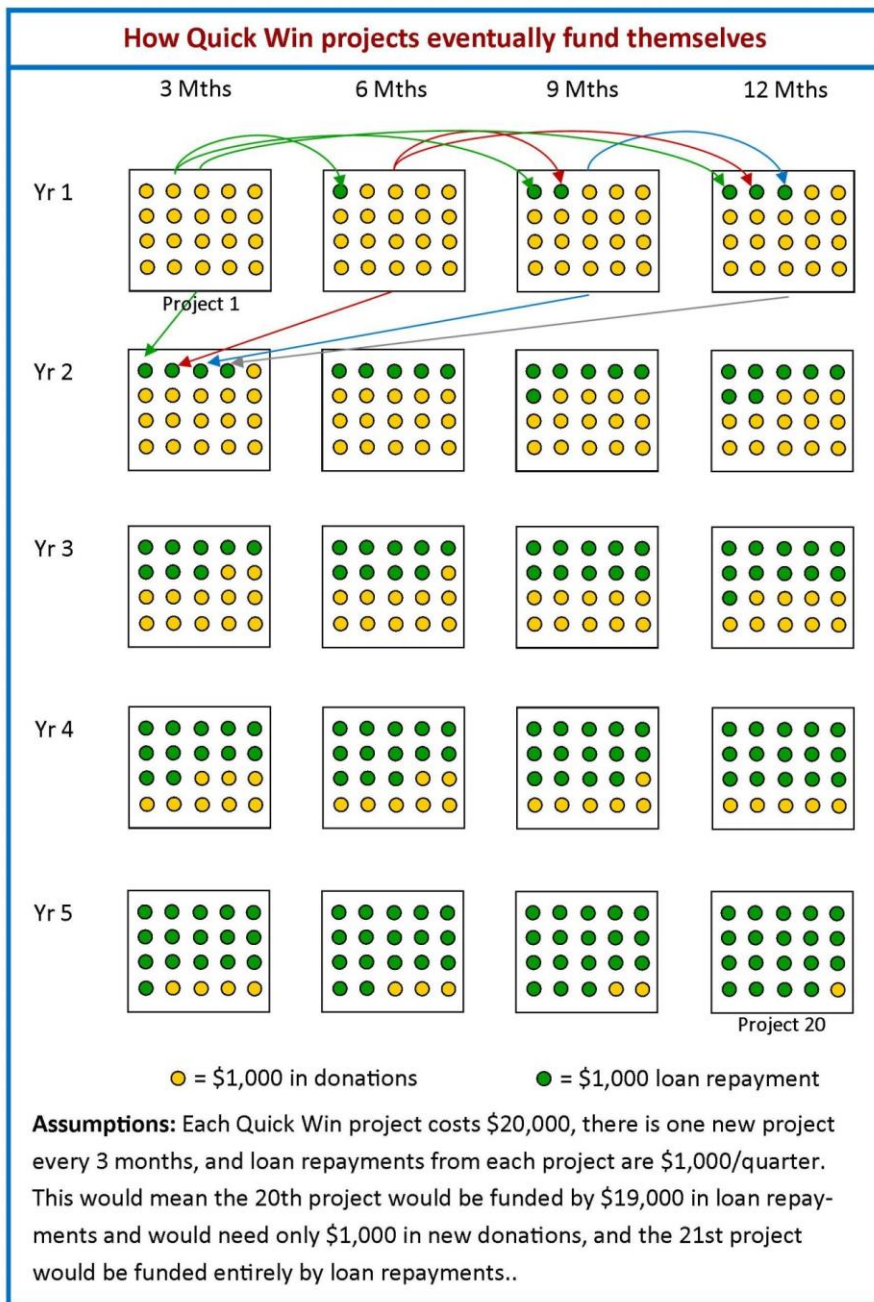 How Quick Win projects eventually fund themselves
3 Mths 6 Mths 9 Mths 12 Mths
Yr 1
Project 1
Yr 2
Yr 3
Yr 4
Yr 5
Project 20
= $1,000 in donations = $1,000 loan repayment
Assumptions: Each Quick Win project costs $20,000, there is one new project
every 3 months, and loan repayments from each project are $1,000/quarter.
This would mean the 20th project would be funded by $19,000 in loan repay-
ments and would need only $1,000 in new donations, and the 21st project
would be funded entirely by loan repayments..